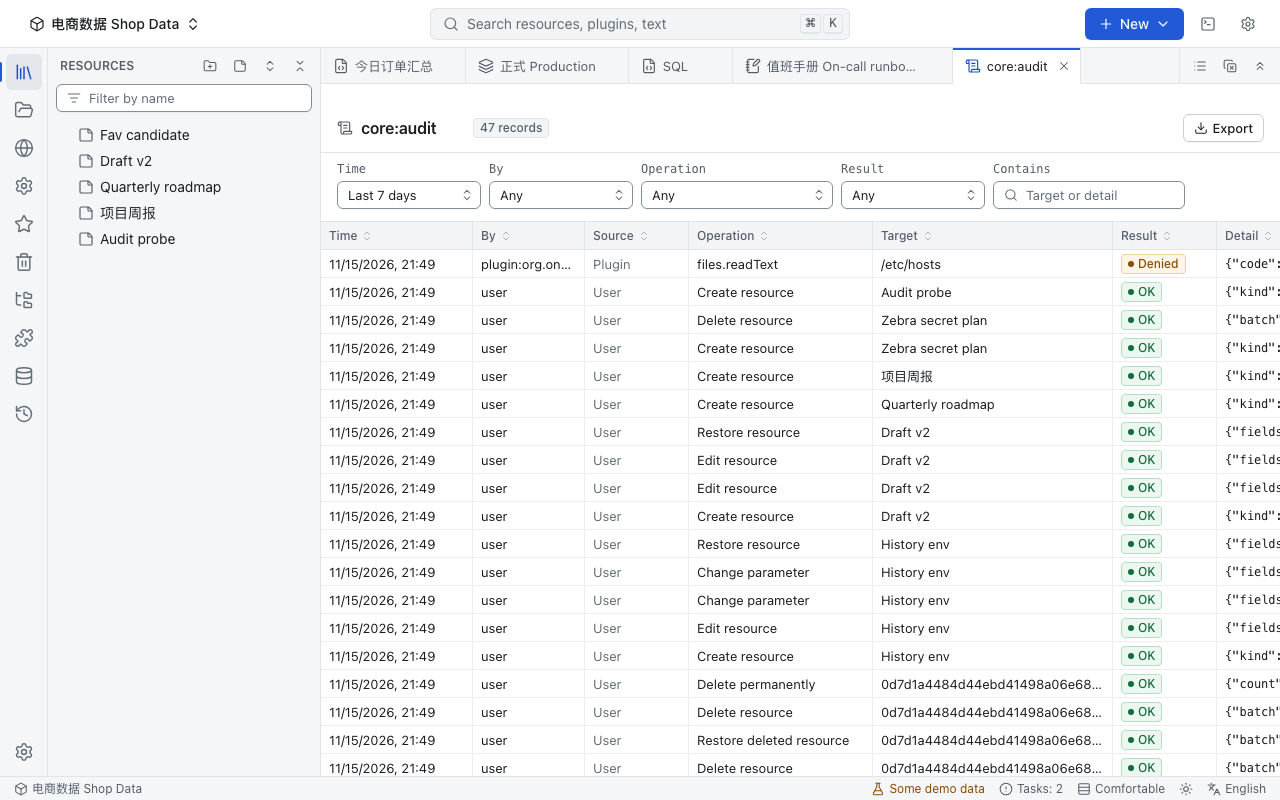 电商数据 Shop Data
Search resources, plugins, text ⌘ K
New
RESOURCES
Filter by name
Fav candidate
Draft v2
Quarterly roadmap
项目周报
Audit probe
今日订单汇总
正式 Production
SQL
值班手册 On-call runbo...
core:audit
core:audit 47 records Export
Time By Operation Result Contains
Last 7 days Any Any Any Target or detail
Time By Source Operation Target Result Detail
11/15/2026, 21:49 plugin:org.on... Plugin files.readText /etc/hosts Denied {"code":
11/15/2026, 21:49 user User Create resource Audit probe OK {"kind":
11/15/2026, 21:49 user User Delete resource Zebra secret plan OK {"batch"
11/15/2026, 21:49 user User Create resource Zebra secret plan OK {"kind":
11/15/2026, 21:49 user User Create resource 项目周报 OK {"kind":
11/15/2026, 21:49 user User Create resource Quarterly roadmap OK {"kind":
11/15/2026, 21:49 user User Restore resource Draft v2 OK {"fields
11/15/2026, 21:49 user User Edit resource Draft v2 OK {"fields
11/15/2026, 21:49 user User Edit resource Draft v2 OK {"fields
11/15/2026, 21:49 user User Create resource Draft v2 OK {"kind":
11/15/2026, 21:49 user User Restore resource History env OK {"fields
11/15/2026, 21:49 user User Change parameter History env OK {"fields
11/15/2026, 21:49 user User Change parameter History env OK {"fields
11/15/2026, 21:49 user User Edit resource History env OK {"fields
11/15/2026, 21:49 user User Create resource History env OK {"kind":
11/15/2026, 21:49 user User Delete permanently 0d7d1a4484d44ebd41498a06e68... OK {"count"
11/15/2026, 21:49 user User Delete resource 0d7d1a4484d44ebd41498a06e68... OK {"batch"
11/15/2026, 21:49 user User Restore deleted resource 0d7d1a4484d44ebd41498a06e68... OK {"batch"
11/15/2026, 21:49 user User Delete resource 0d7d1a4484d44ebd41498a06e68... OK {"batch"
电商数据 Shop Data Some demo data Tasks: 2 Comfortable English